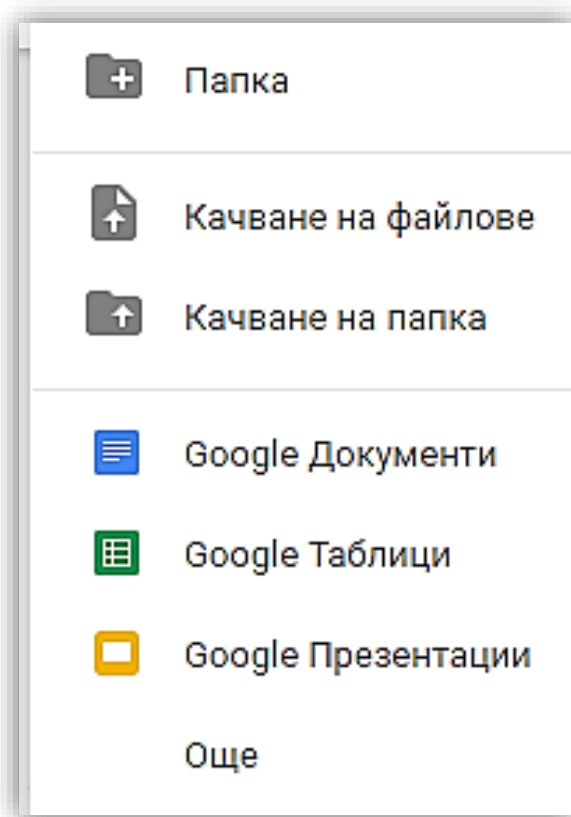 Папка
Качване на файлове
Качване на папка
Google Документи
Google Таблици
Google Презентации
Още